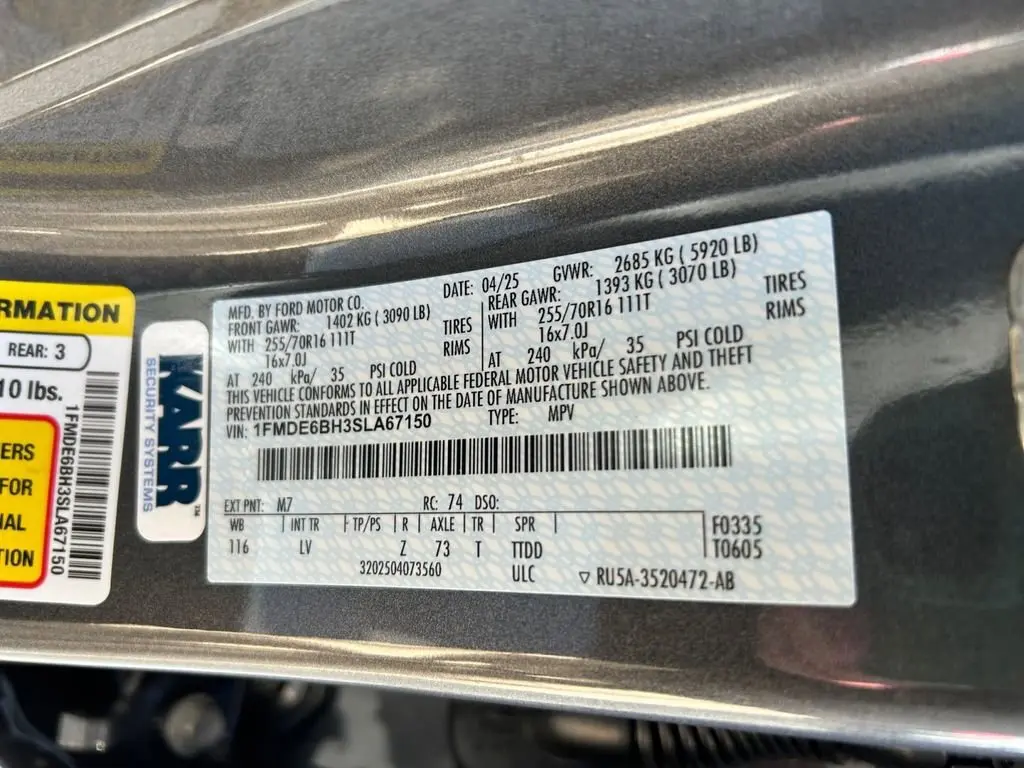 RMATION
REAR: 3
10 lbs.
ERS
FOR
IAL
TION
1FMDE6BH3SLA67150
KARR™
SECURITY SYSTEMS
MFD. BY FORD MOTOR CO. DATE: 04/25 GVWR: 2685 KG ( 5920 LB)
FRONT GAWR: 1402 KG ( 3090 LB) REAR GAWR: 1393 KG ( 3070 LB)
WITH 255/70R16 111T TIRES WITH 255/70R16 111T TIRES
16x7.0J RIMS 16x7.0J RIMS
AT 240 kPa/ 35 PSI COLD AT 240 kPa/ 35 PSI COLD
THIS VEHICLE CONFORMS TO ALL APPLICABLE FEDERAL MOTOR VEHICLE SAFETY AND THEFT
PREVENTION STANDARDS IN EFFECT ON THE DATE OF MANUFACTURE SHOWN ABOVE.
VIN: 1FMDE6BH3SLA67150 TYPE: MPV
EXT PNT: M7 RC: 74 DSO:
WB INT TR TP/PS R AXLE TR SPR F0335
116 LV Z 73 T TTDD T0605
3202504073560 ULC ▽ RU5A-3520472-AB